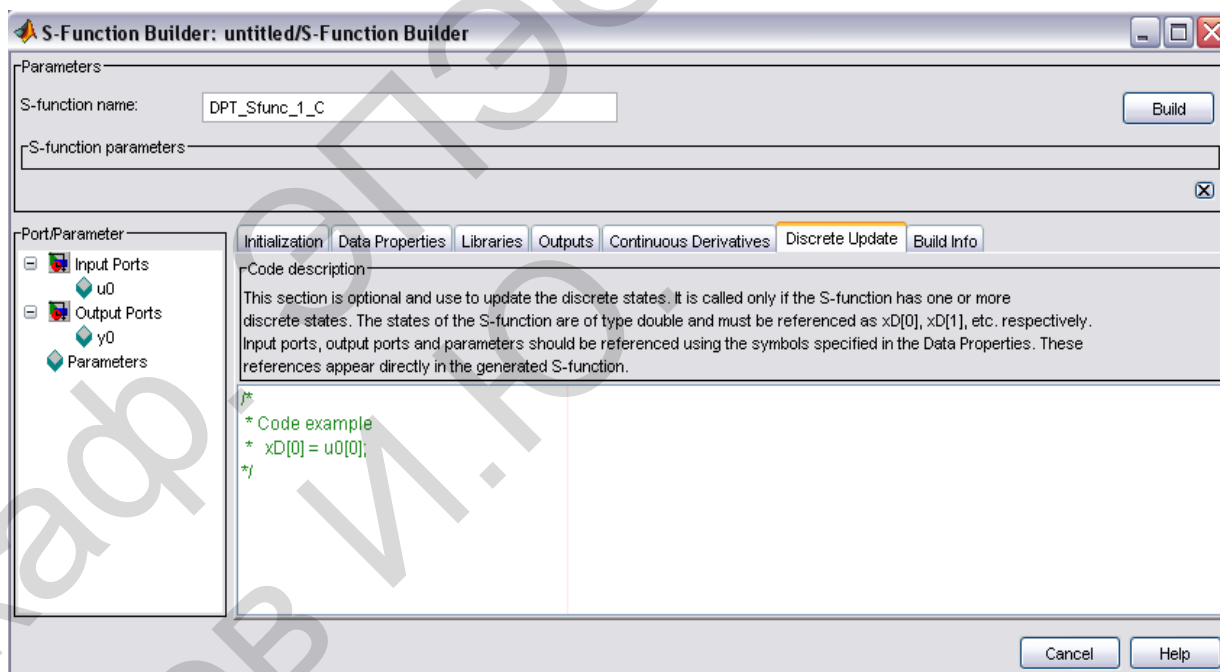 S-Function Builder: untitled/S-Function Builder
Parameters
S-function name: DPT_Sfunc_1_C Build
S-function parameters
Port/Parameter
Input Ports
u0
Output Ports
y0
Parameters
Initialization Data Properties Libraries Outputs Continuous Derivatives Discrete Update Build Info
Code description
This section is optional and use to update the discrete states. It is called only if the S-function has one or more
discrete states. The states of the S-function are of type double and must be referenced as xD[0], xD[1], etc. respectively.
Input ports, output ports and parameters should be referenced using the symbols specified in the Data Properties. These
references appear directly in the generated S-function.
/*
* Code example
* xD[0] = u0[0];
*/
Cancel Help
каф. ЭПЭ
в И.Ю.